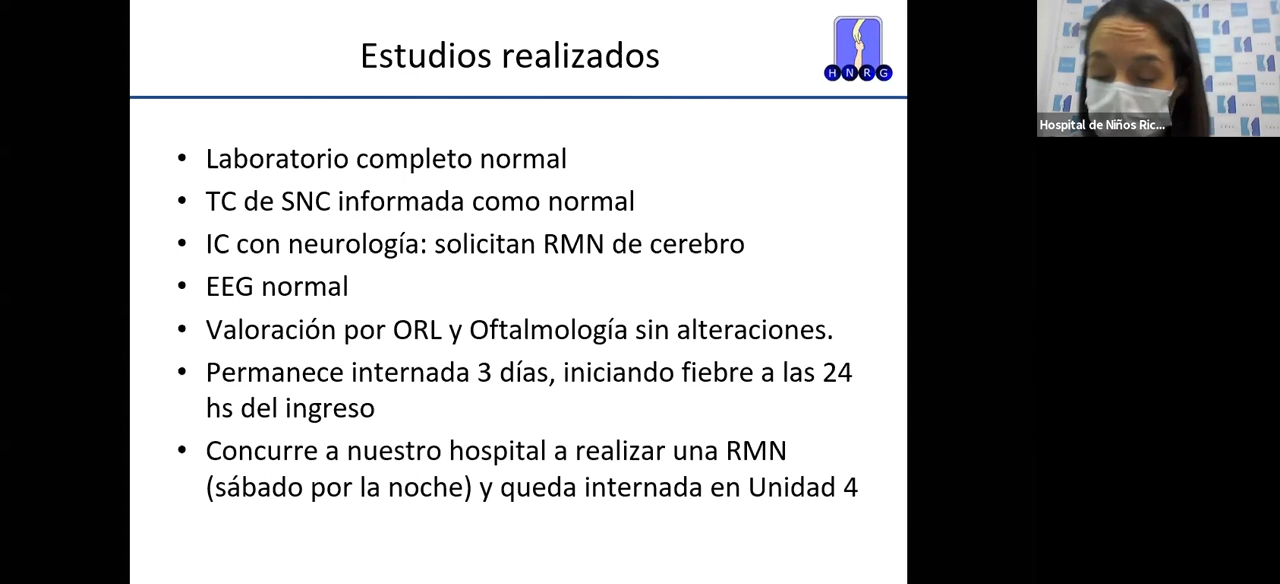 Estudios realizados
H N R G
• Laboratorio completo normal
• TC de SNC informada como normal
• IC con neurología: solicitan RMN de cerebro
• EEG normal
• Valoración por ORL y Oftalmología sin alteraciones.
• Permanece internada 3 días, iniciando fiebre a las 24
hs del ingreso
• Concurre a nuestro hospital a realizar una RMN
(sábado por la noche) y queda internada en Unidad 4
Hospital de Niños Ric...